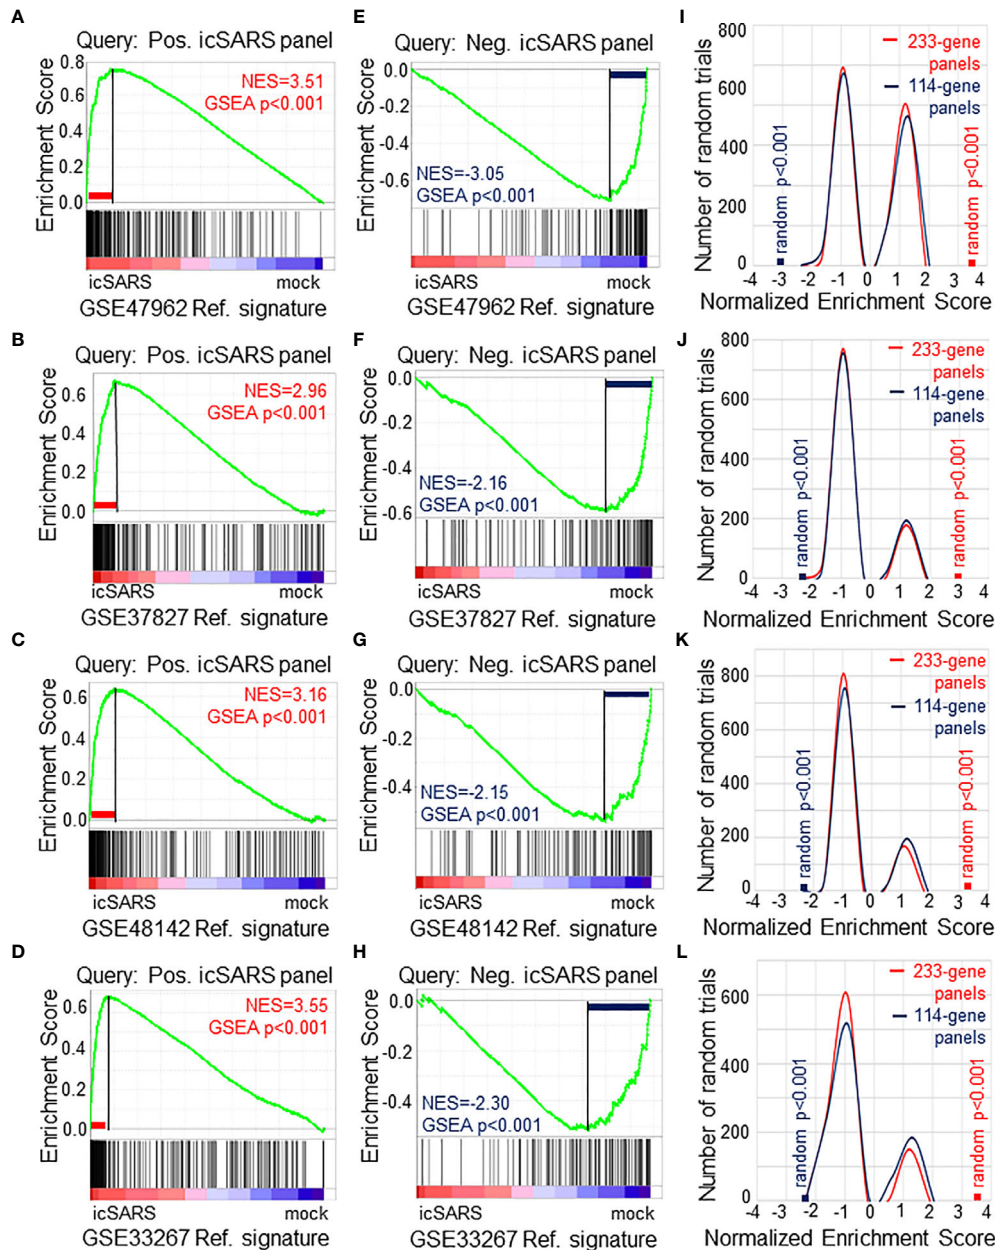 A
Query: Pos. icSARS panel
Enrichment Score
0.8
0.6
0.4
0.2
0.0
NES=3.51
GSEA p<0.001
icSARS mock
GSE47962 Ref. signature
E
Query: Neg. icSARS panel
Enrichment Score
0.0
-0.2
-0.4
-0.6
NES=-3.05
GSEA p<0.001
icSARS mock
GSE47962 Ref. signature
I
Number of random trials
800
600
400
200
0
233-gene
panels
114-gene
panels
random p<0.001
random p<0.001
-4 -3 -2 -1 0 1 2 3 4
Normalized Enrichment Score
B
Query: Pos. icSARS panel
Enrichment Score
0.6
0.4
0.2
0.0
NES=2.96
GSEA p<0.001
icSARS mock
GSE37827 Ref. signature
F
Query: Neg. icSARS panel
Enrichment Score
0.0
-0.2
-0.4
-0.6
NES=-2.16
GSEA p<0.001
icSARS mock
GSE37827 Ref. signature
J
Number of random trials
800
600
400
200
0
233-gene
panels
114-gene
panels
random p<0.001
random p<0.001
-4 -3 -2 -1 0 1 2 3 4
Normalized Enrichment Score
C
Query: Pos. icSARS panel
Enrichment Score
0.6
0.4
0.2
0.0
NES=3.16
GSEA p<0.001
icSARS mock
GSE48142 Ref. signature
G
Query: Neg. icSARS panel
Enrichment Score
0.0
-0.2
-0.4
NES=-2.15
GSEA p<0.001
icSARS mock
GSE48142 Ref. signature
K
Number of random trials
800
600
400
200
0
233-gene
panels
114-gene
panels
random p<0.001
random p<0.001
-4 -3 -2 -1 0 1 2 3 4
Normalized Enrichment Score
D
Query: Pos. icSARS panel
Enrichment Score
0.6
0.4
0.2
0.0
NES=3.55
GSEA p<0.001
icSARS mock
GSE33267 Ref. signature
H
Query: Neg. icSARS panel
Enrichment Score
0.0
-0.2
-0.4
NES=-2.30
GSEA p<0.001
icSARS mock
GSE33267 Ref. signature
L
Number of random trials
600
400
200
0
233-gene
panels
114-gene
panels
random p<0.001
random p<0.001
-4 -3 -2 -1 0 1 2 3 4
Normalized Enrichment Score